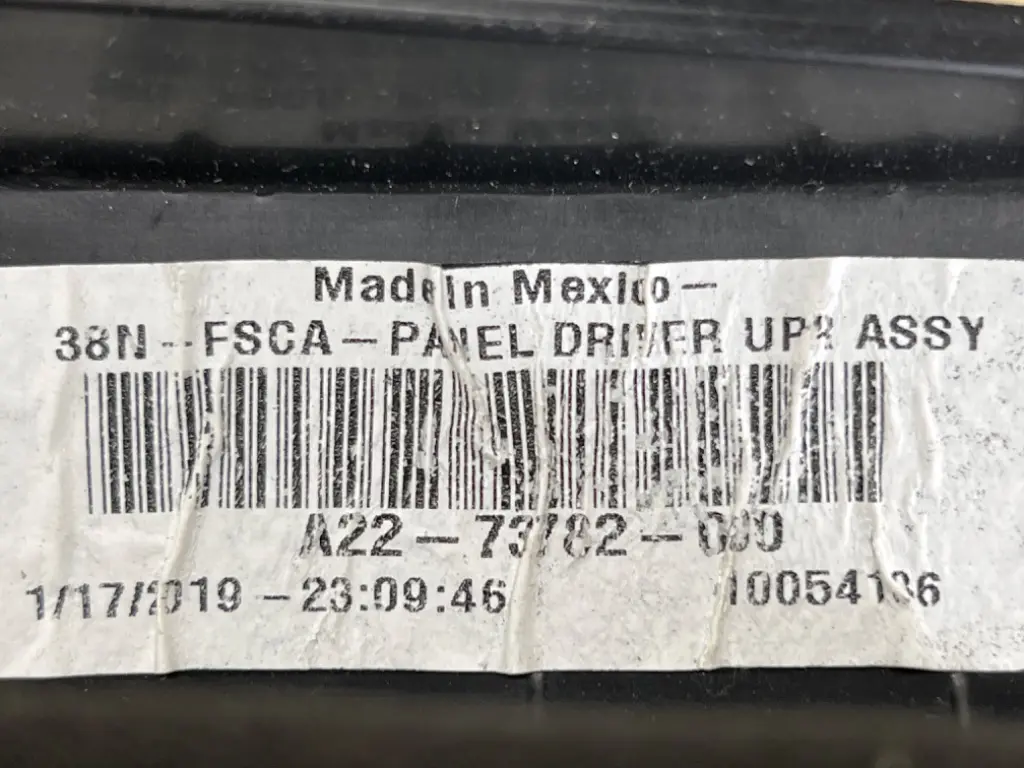 Made In Mexico-
38N--FSCA-PANEL DRIVER UPR ASSY
A22-73782-000
1/17/2019 -23:09:46 10054136